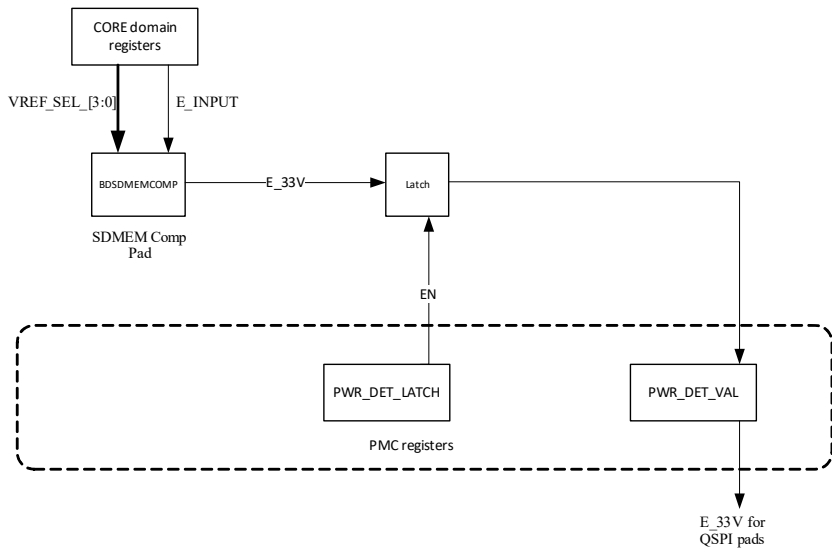 CORE domain
registers
VREF_SEL_[3:0]
E_INPUT
BDSDMEMCOMP
E_33V
Latch
SDMEM Comp
Pad
EN
PWR_DET_LATCH
PWR_DET_VAL
PMC registers
E_33V for
QSPI pads